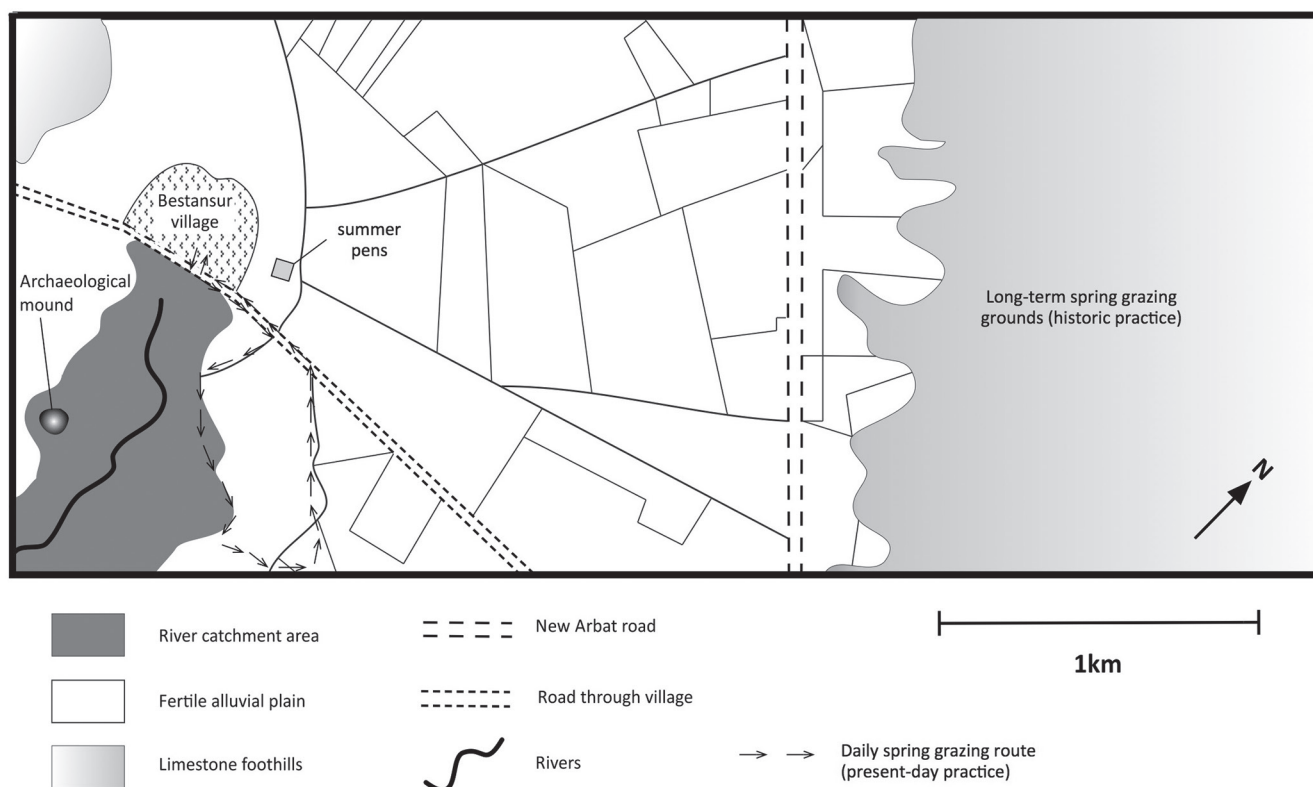 Bestansur
village
summer
pens
Archaeological
mound
Long-term spring grazing
grounds (historic practice)
N
River catchment area
New Arbat road
1km
Fertile alluvial plain
Road through village
Limestone foothills
Rivers
Daily spring grazing route
(present-day practice)